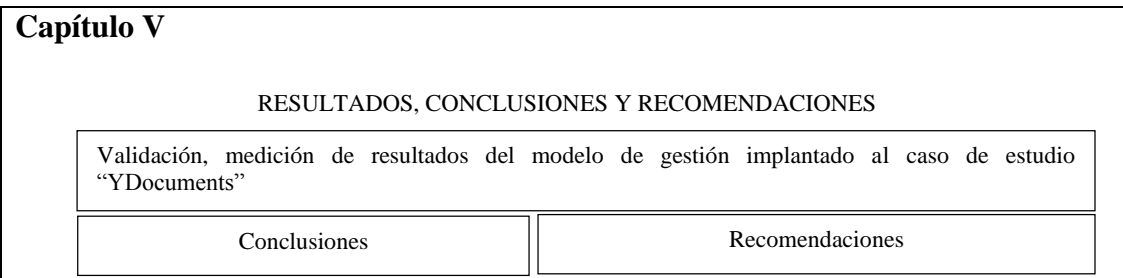 Capítulo V
RESULTADOS, CONCLUSIONES Y RECOMENDACIONES
Validación, medición de resultados del modelo de gestión implantado al caso de estudio
“YDocuments”
Conclusiones
Recomendaciones